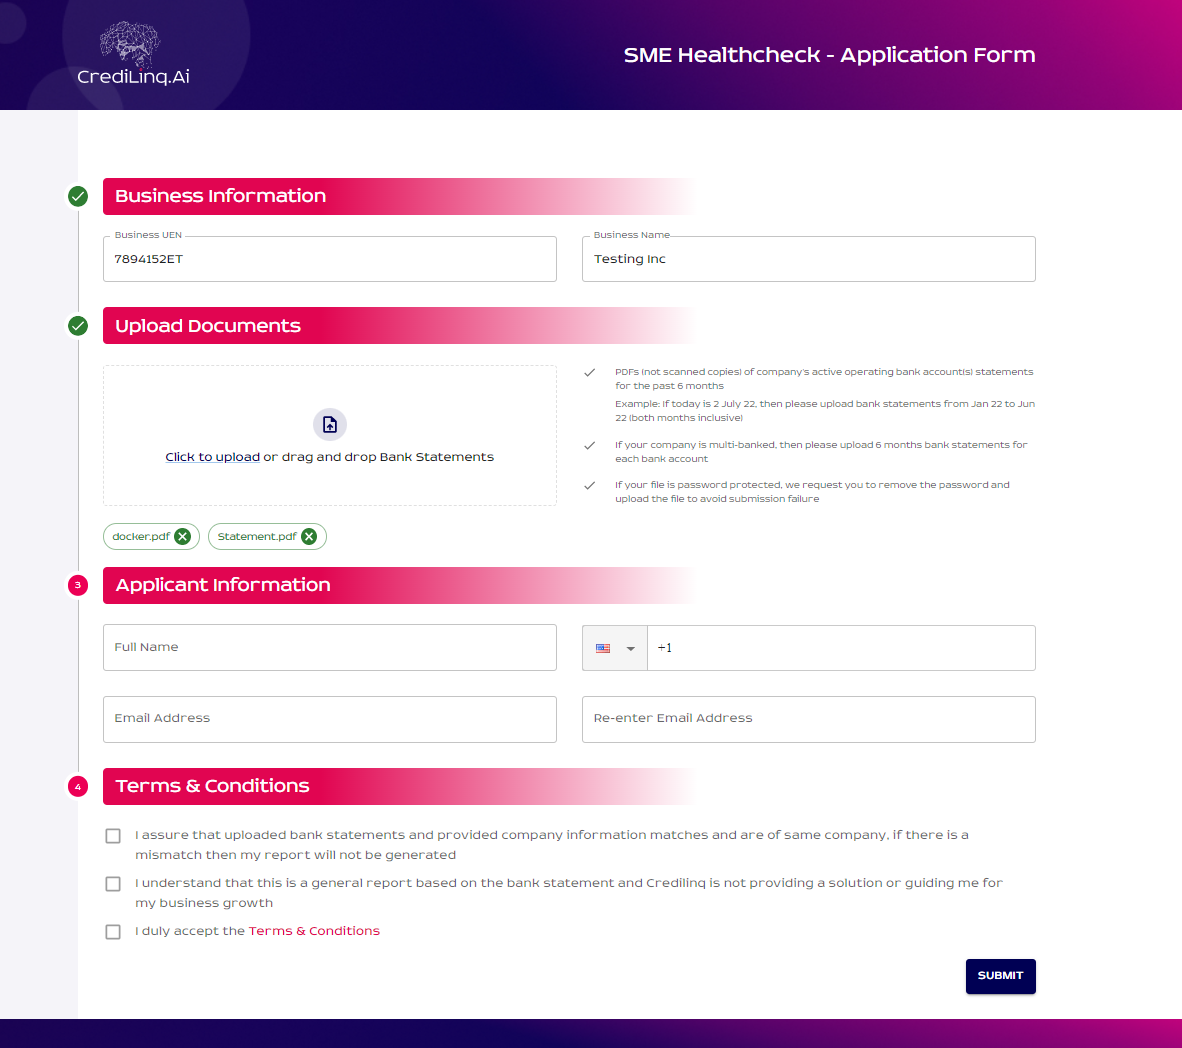 CrediLinq.Ai
SME Healthcheck - Application Form
Business Information
Business UEN
7894152ET
Business Name
Testing Inc
Upload Documents
Click to upload or drag and drop Bank Statements
PDFs (not scanned copies) of company's active operating bank account(s) statements
for the past 6 months
Example: If today is 2 July 22, then please upload bank statements from Jan 22 to Jun
22 (both months inclusive)
If your company is multi-banked, then please upload 6 months bank statements for
each bank account
If your file is password protected, we request you to remove the password and
upload the file to avoid submission failure
docker.pdf
Statement.pdf
3
Applicant Information
Full Name
+1
Email Address
Re-enter Email Address
4
Terms & Conditions
I assure that uploaded bank statements and provided company information matches and are of same company, if there is a
mismatch then my report will not be generated
I understand that this is a general report based on the bank statement and Credilinq is not providing a solution or guiding me for
my business growth
I duly accept the Terms & Conditions
SUBMIT